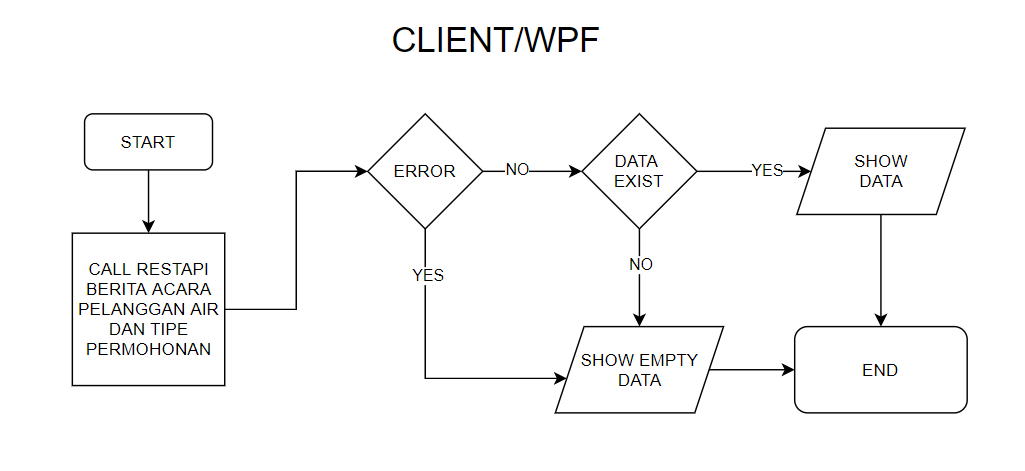 CLIENT/WPF
START
CALL RESTAPI
BERITA ACARA
PELANGGAN AIR
DAN TIPE
PERMOHONAN
ERROR
NO
DATA
EXIST
YES
SHOW
DATA
YES
NO
SHOW EMPTY
DATA
END